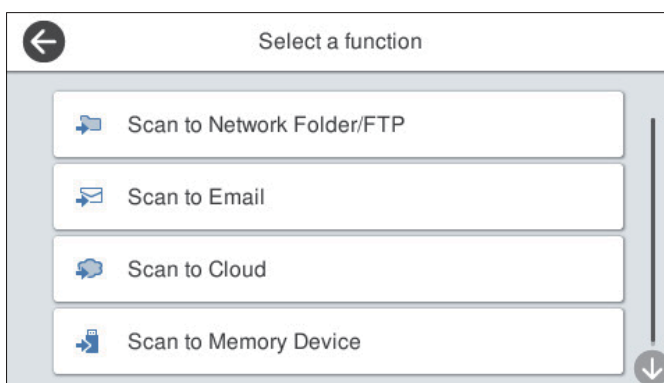 Select a function
Scan to Network Folder/FTP
Scan to Email
Scan to Cloud
Scan to Memory Device